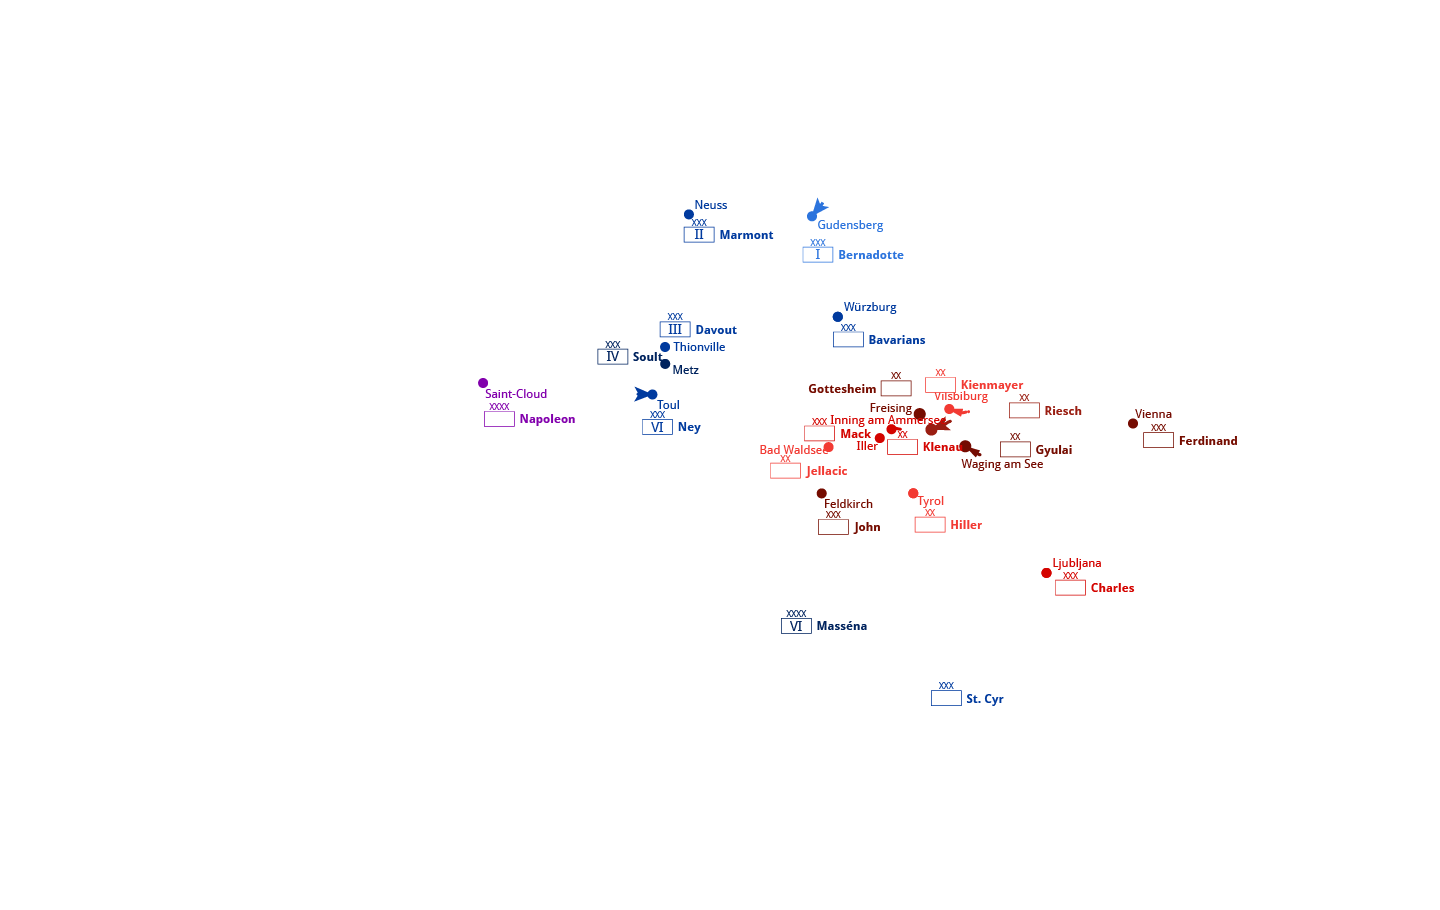 Neuss
XXX
II Marmont
Gudensberg
XXX
I Bernadotte
Würzburg
XXX
Bavarians
XXX
III Davout
Thionville
XXX
IV Soult
Metz
Saint-Cloud
XXXX
Napoleon
Toul
XXX
VI Ney
XX
Gottesheim
XX
Kienmayer
Vilsbiburg
XX
Riesch
Freising
Inning am Ammersee
XXX
Mack
Iller
XX
Klenau
XX
Gyulai
Waging am See
Vienna
XXX
Ferdinand
Bad Waldsee
XX
Jellacic
Feldkirch
XXX
John
Tyrol
XX
Hiller
Ljubljana
XXX
Charles
XXXX
VI Masséna
XXX
St. Cyr